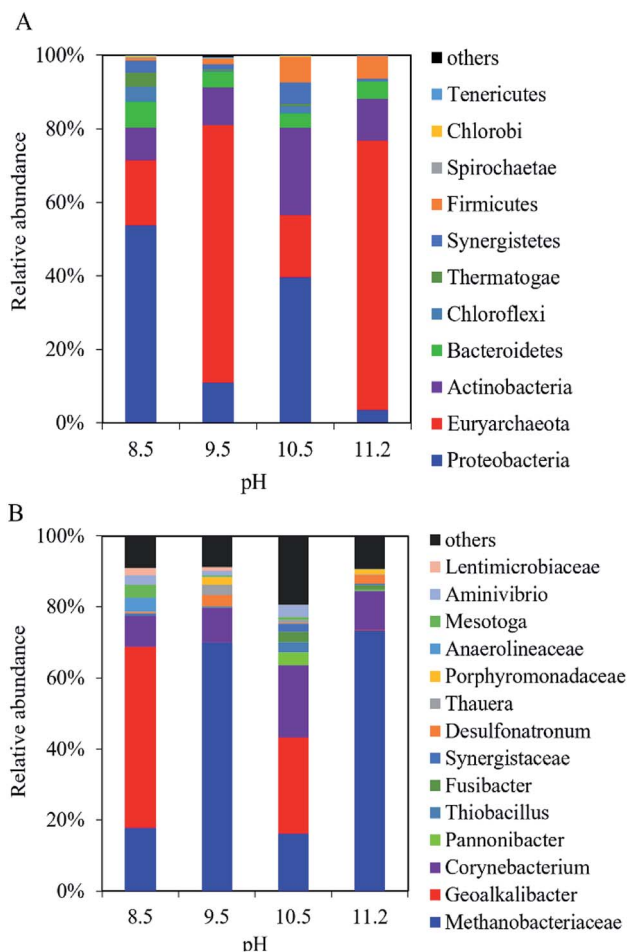 A
100%
80%
60%
40%
20%
0%
Relative abundance
8.5 9.5 10.5 11.2
pH
others
Tenericutes
Chlorobi
Spirochaetae
Firmicutes
Synergistetes
Thermatogae
Chloroflexi
Bacteroidetes
Actinobacteria
Euryarchaeota
Proteobacteria
B
100%
80%
60%
40%
20%
0%
Relative abundance
8.5 9.5 10.5 11.2
pH
others
Lentimicrobiaceae
Aminivibrio
Mesotoga
Anaerolineaceae
Porphyromonadaceae
Thauera
Desulfonatronum
Synergistaceae
Fusibacter
Thiobacillus
Pannonibacter
Corynebacterium
Geoalkalibacter
Methanobacteriaceae